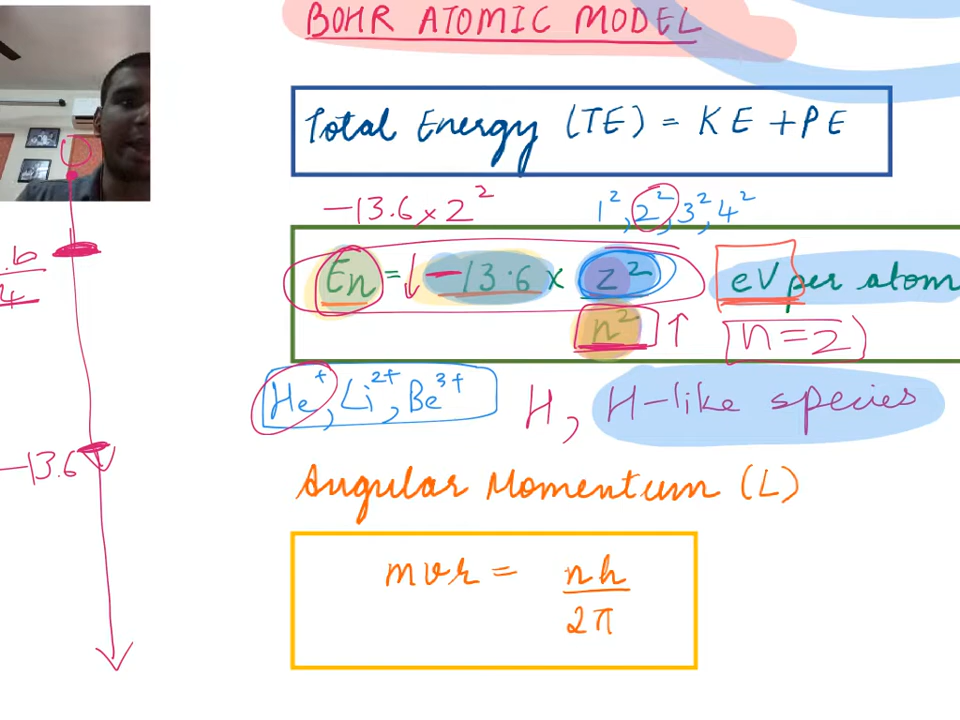 BOHR ATOMIC MODEL
Total Energy (TE) = KE + PE
-13.6 × 2²
1², 2², 3², 4²
En = ↓ -13.6 × z² eV per atom
n² ↑ (n=2)
4
He⁺, Li²⁺, Be³⁺
H, H-like species
-13.6
Angular Momentum (L)
mvr = nh
2π